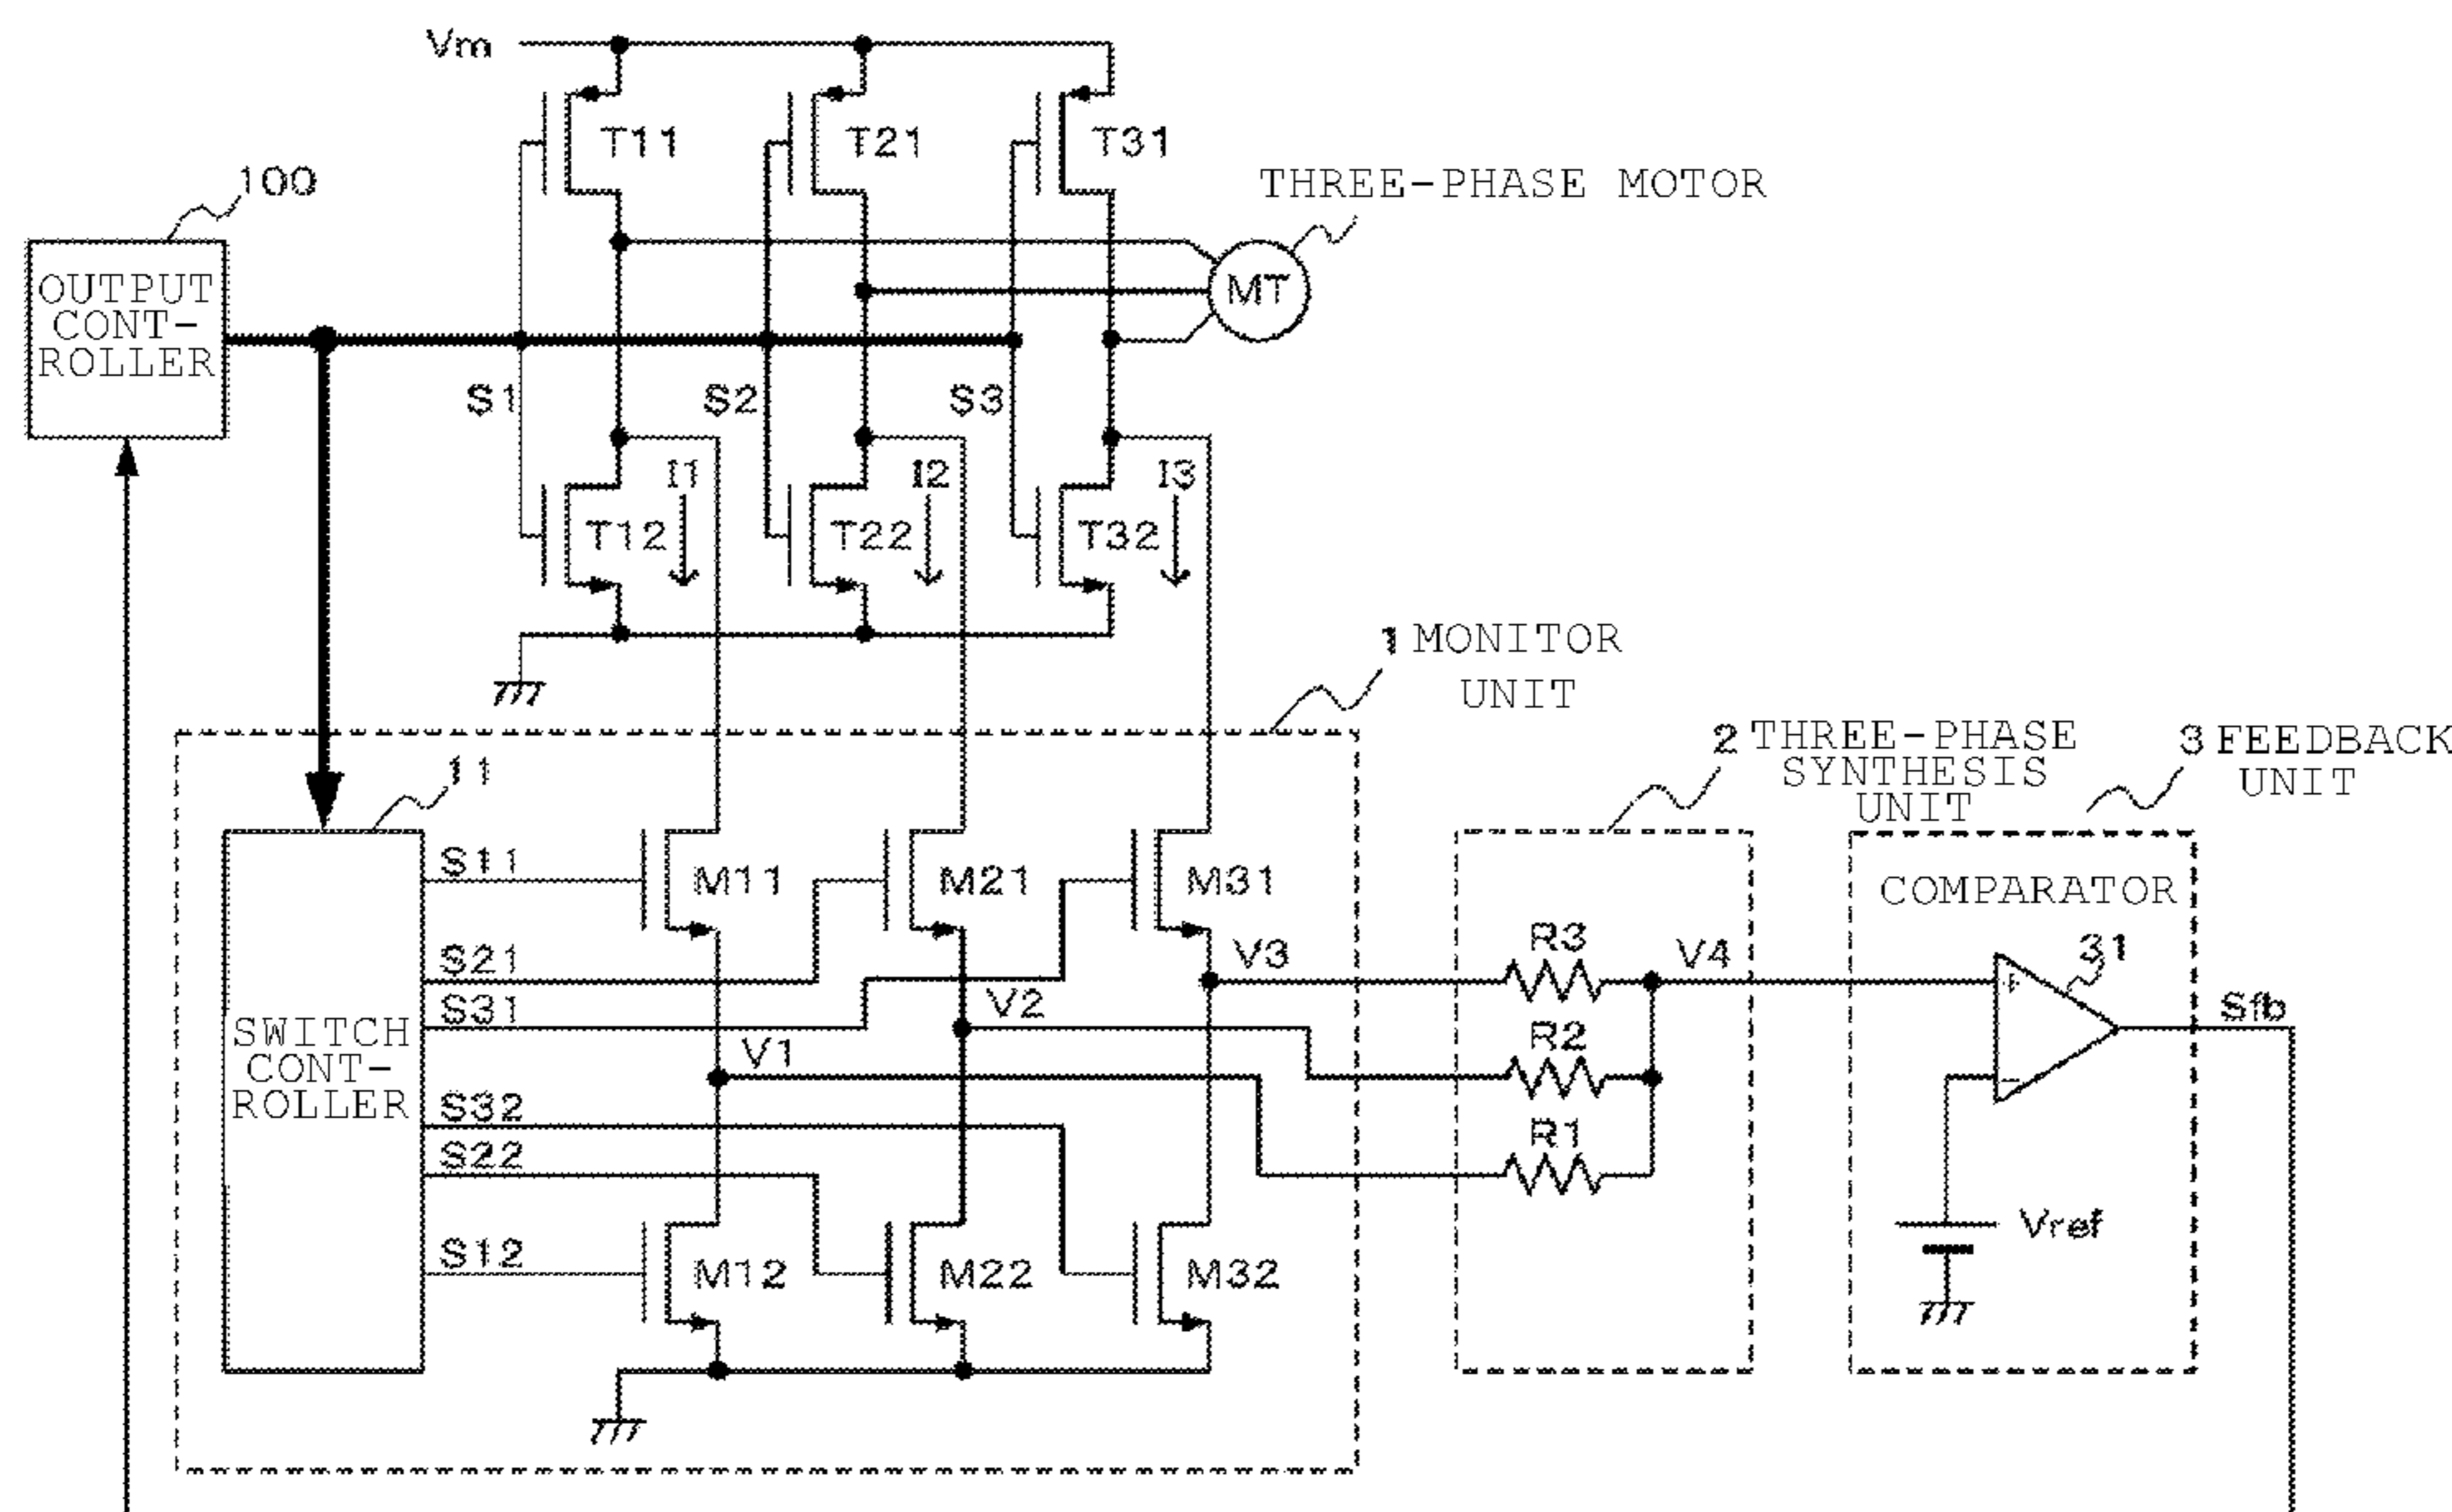 Vm
T11
T21
T31
100
THREE-PHASE MOTOR
OUTPUT
CONT-
ROLLER
MT
S1
S2
S3
I1
I2
I3
T12
T22
T32
1 MONITOR
UNIT
2 THREE-PHASE
SYNTHESIS
UNIT
3 FEEDBACK
UNIT
11
S11
M11
M21
M31
COMPARATOR
31
S21
S31
V3
V2
V1
R3
V4
+
Sfb
SWITCH
CONT-
ROLLER
R2
−
S32
S22
R1
S12
M12
M22
M32
Vref